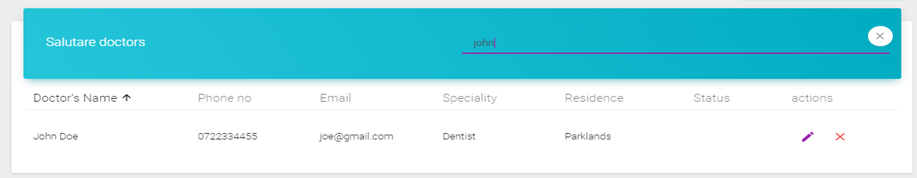 Salutare doctors
john
Doctor's Name Phone no Email Speciality Residence Status actions
John Doe 0722334455 joe@gmail.com Dentist Parklands